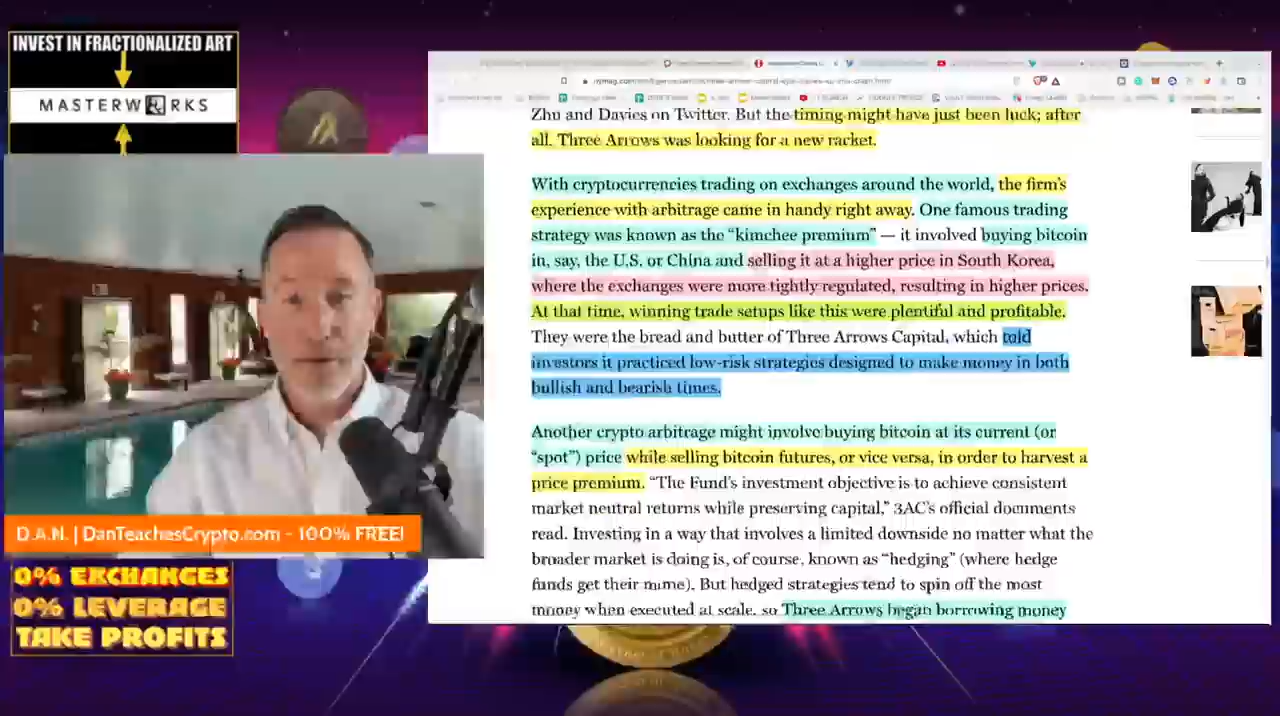 INVEST IN FRACTIONALIZED ART
MASTERWORKS
D.A.N. | DanTeachesCrypto.com - 100% FREE!
0% EXCHANGES
0% LEVERAGE
TAKE PROFITS
Zhu and Davies on Twitter. But the timing might have just been luck; after
all, Three Arrows was looking for a new racket.
With cryptocurrencies trading on exchanges around the world, the firm's
experience with arbitrage came in handy right away. One famous trading
strategy was known as the “kimchee premium” — it involved buying bitcoin
in, say, the U.S. or China and selling it at a higher price in South Korea,
where the exchanges were more tightly regulated, resulting in higher prices.
At that time, winning trade setups like this were plentiful and profitable.
They were the bread and butter of Three Arrows Capital, which told
investors it practiced low-risk strategies designed to make money in both
bullish and bearish times.
Another crypto arbitrage might involve buying bitcoin at its current (or
“spot”) price while selling bitcoin futures, or vice versa, in order to harvest a
price premium. “The Fund's investment objective is to achieve consistent
market neutral returns while preserving capital,” 3AC's official documents
read. Investing in a way that involves a limited downside no matter what the
broader market is doing is, of course, known as “hedging” (where hedge
funds get their name). But hedged strategies tend to spin off the most
money when executed at scale, so Three Arrows began borrowing money